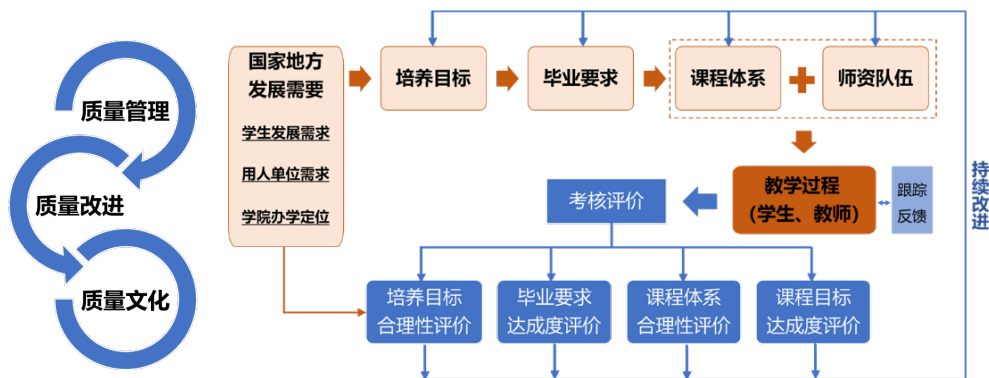 质量管理
质量改进
质量文化
国家地方
发展需要
学生发展需求
用人单位需求
学院办学定位
培养目标
毕业要求
课程体系
师资队伍
教学过程
（学生、教师）
跟踪
反馈
考核评价
培养目标
合理性评价
毕业要求
达成度评价
课程体系
合理性评价
课程目标
达成度评价
持续改进